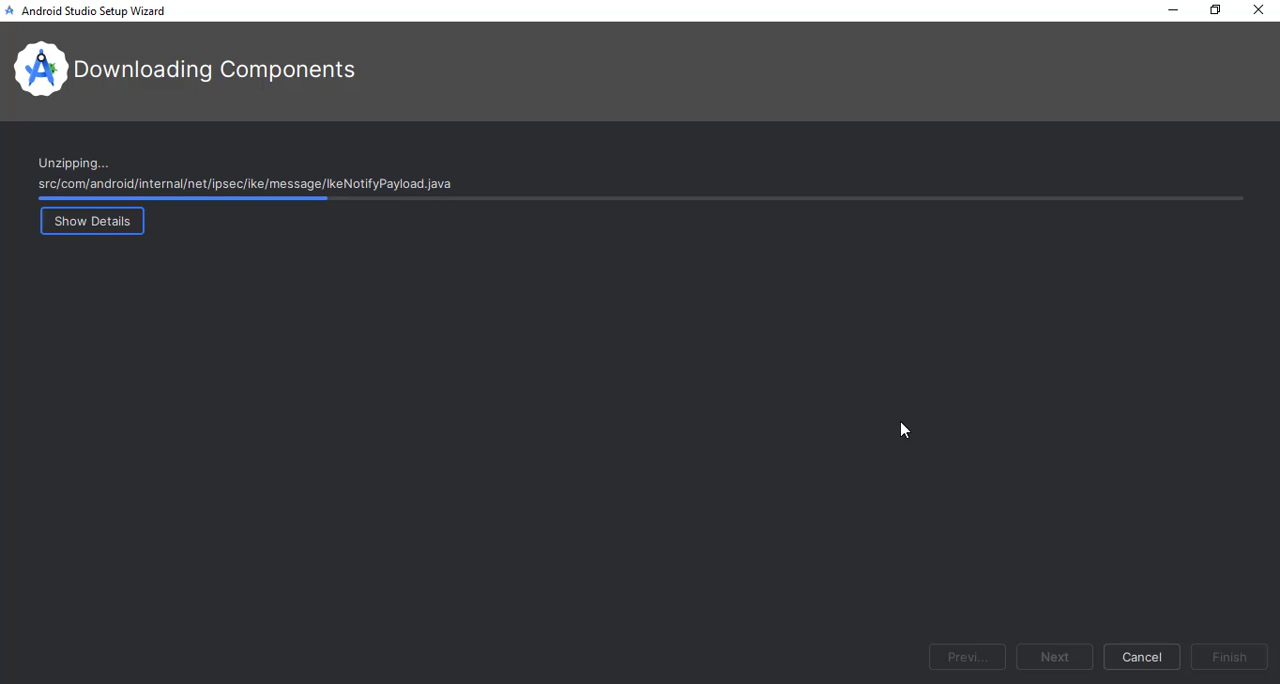 Android Studio Setup Wizard
Downloading Components
Unzipping...
src/com/android/internal/net/ipsec/ike/message/IkeNotifyPayload.java
Show Details
Previ...
Next
Cancel
Finish